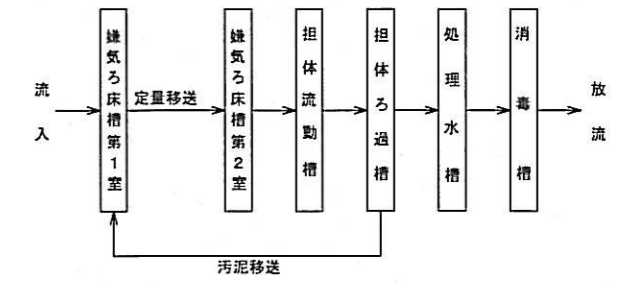 流入
嫌気ろ床槽第1室
定量移送
嫌気ろ床槽第2室
担体流動槽
担体ろ過槽
処理水槽
消毒槽
放流
汚泥移送